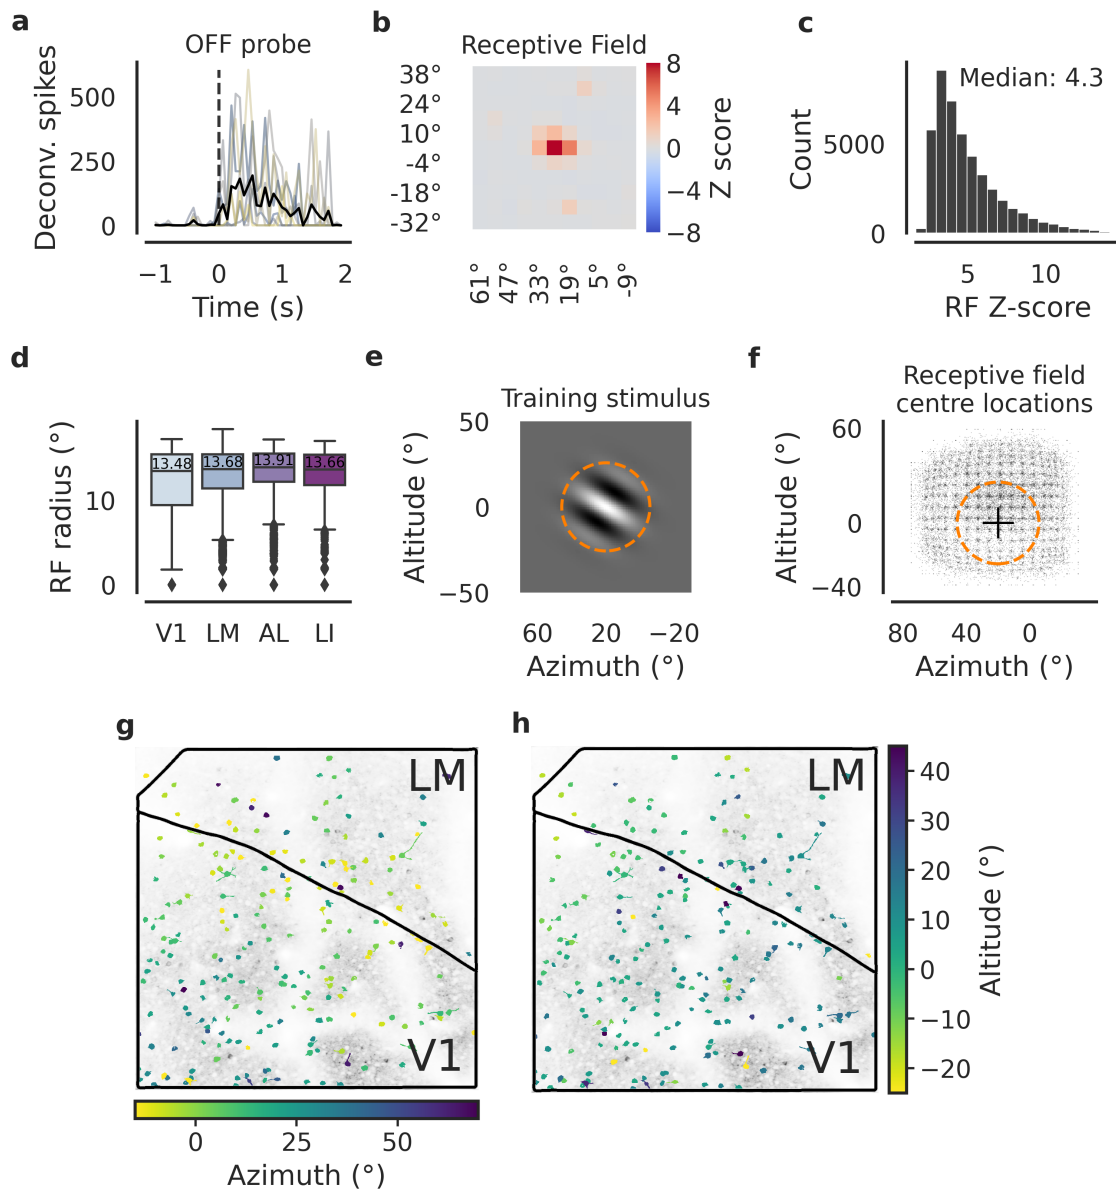 a
OFF probe
Deconv. spikes
500
250
0
−1 0 1 2
Time (s)
b
Receptive Field
38°
24°
10°
-4°
-18°
-32°
61° 47° 33° 19° 5° -9°
8
4
0
−4
−8
Z score
c
Median: 4.3
Count
5000
0
5 10
RF Z-score
d
RF radius (°)
10
0
13.48 13.68 13.91 13.66
V1 LM AL LI
e
Training stimulus
Altitude (°)
50
0
−50
60 20 −20
Azimuth (°)
f
Receptive field
centre locations
Altitude (°)
60
0
−40
80 40 0
Azimuth (°)
g
LM
V1
0 25 50
Azimuth (°)
h
LM
V1
40
30
20
10
0
−10
−20
Altitude (°)